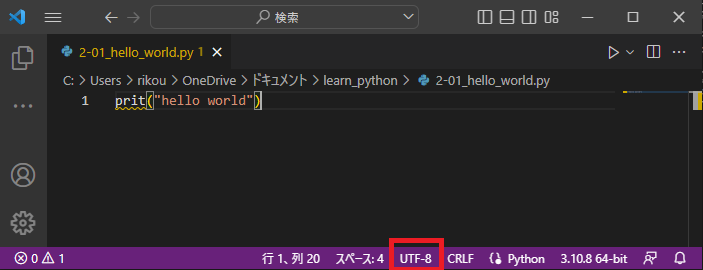 検索
2-01_hello_world.py 1
C: > Users > rikou > OneDrive > ドキュメント > learn_python > 2-01_hello_world.py
1 prit("hello world")
0 1 行 1、列 20 スペース: 4 UTF-8 CRLF Python 3.10.8 64-bit